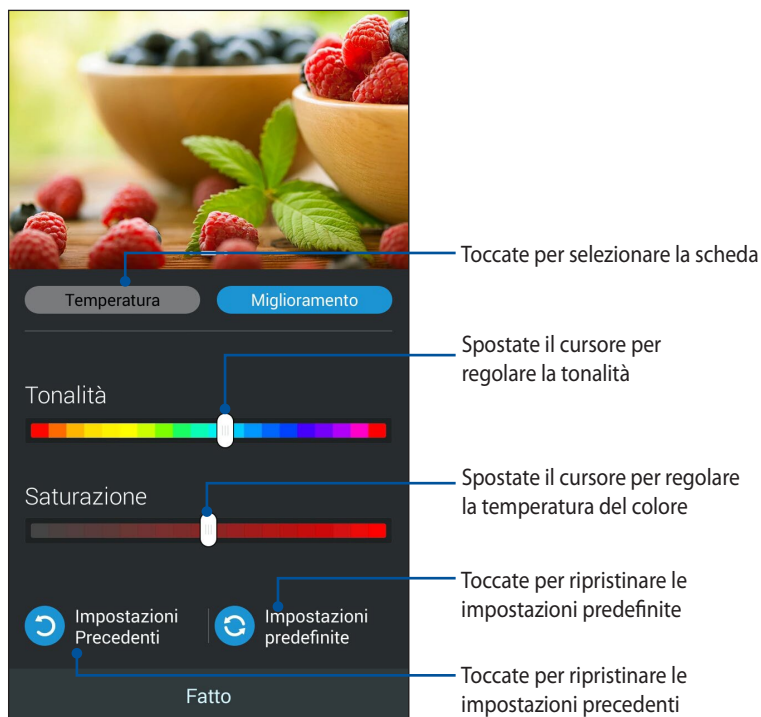 Toccate per selezionare la scheda
Temperatura
Miglioramento
Spostate il cursore per
regolare la tonalità
Tonalità
Spostate il cursore per regolare
la temperatura del colore
Saturazione
Toccate per ripristinare le
impostazioni predefinite
Impostazioni
Precedenti
Impostazioni
predefinite
Toccate per ripristinare le
impostazioni precedenti
Fatto